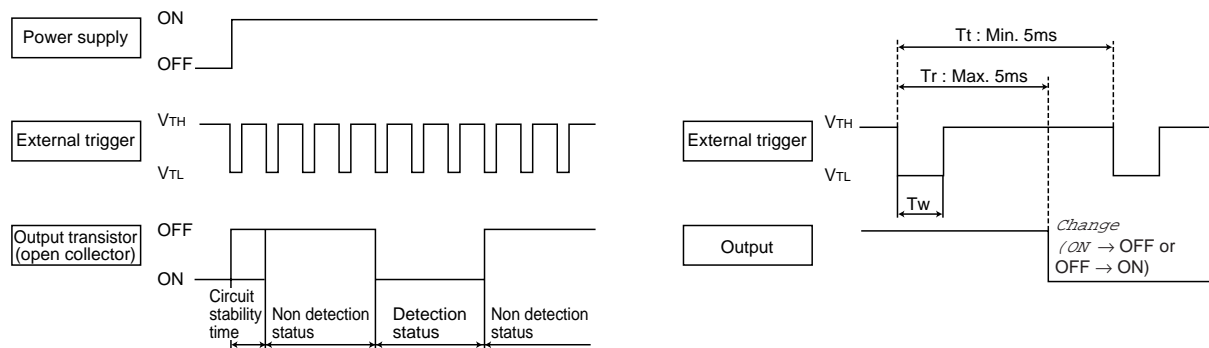 Power supply
ON
OFF
External trigger
VTH
VTL
Output transistor
(open collector)
OFF
ON
Circuit
stability
time
Non detection
status
Detection
status
Non detection
status
Tt : Min. 5ms
Tr : Max. 5ms
External trigger
VTH
VTL
Tw
Output
Change
(ON → OFF or
OFF → ON)